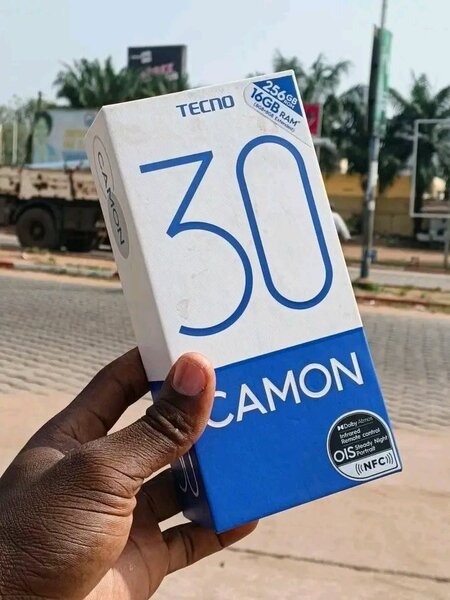 TECNO
256GB
16GB RAM*
30
CAMON
CAMON
Dolby Atmos
Infrared
Remote control
OIS Steady Night
Portrait
NFC